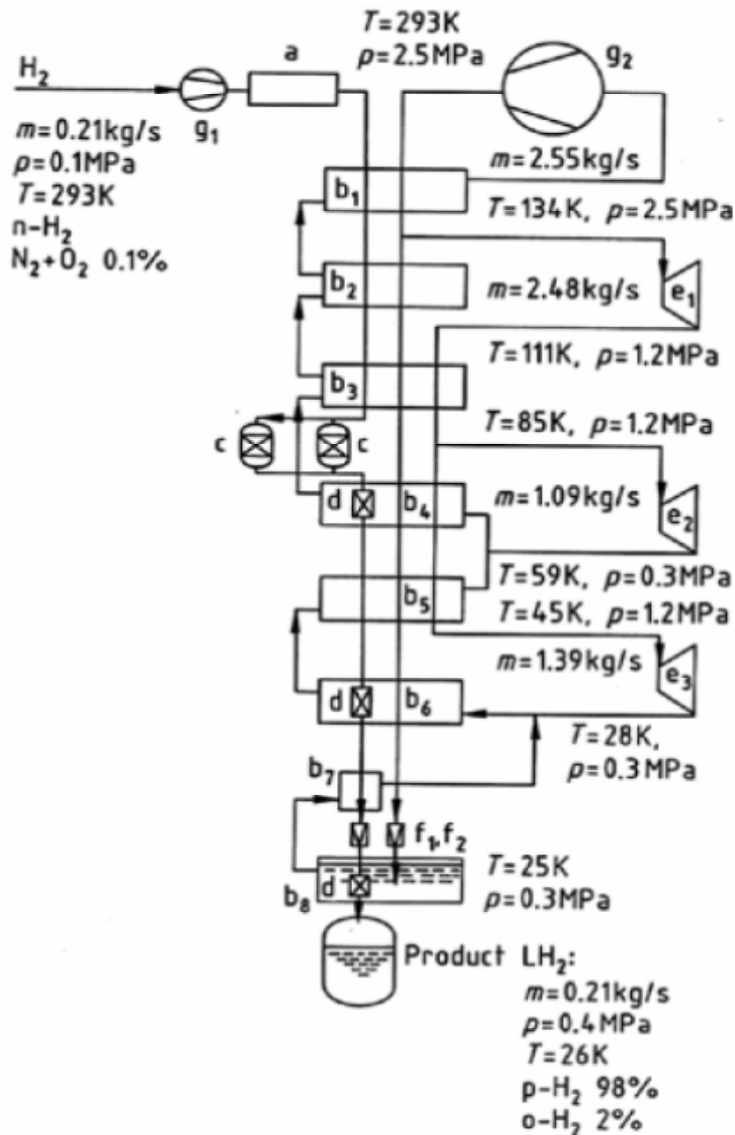 T=293K
p=2.5MPa
g₂
a
H₂
g₁
m=0.21kg/s
p=0.1MPa
T=293K
n-H₂
N₂+O₂ 0.1%
m=2.55kg/s
b₁
T=134K, p=2.5MPa
b₂
m=2.48kg/s
e₁
T=111K, p=1.2MPa
b₃
T=85K, p=1.2MPa
c
c
d
b₄
m=1.09kg/s
e₂
T=59K, p=0.3MPa
b₅
T=45K, p=1.2MPa
m=1.39kg/s
e₃
d
b₆
T=28K,
p=0.3MPa
b₇
f₁,f₂
T=25K
d
b₈
p=0.3MPa
Product LH₂:
m=0.21kg/s
p=0.4MPa
T=26K
p-H₂ 98%
o-H₂ 2%